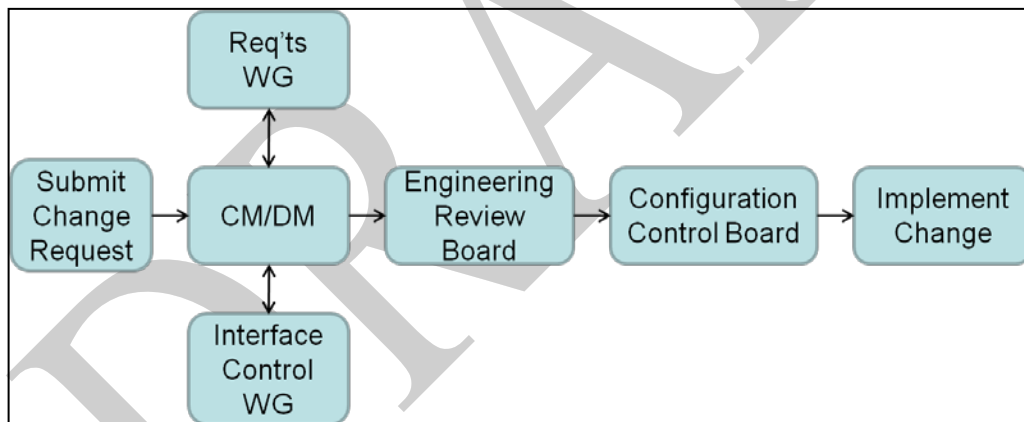 Req'ts
WG
Submit
Change
Request
CM/DM
Engineering
Review
Board
Configuration
Control Board
Implement
Change
Interface
Control
WG